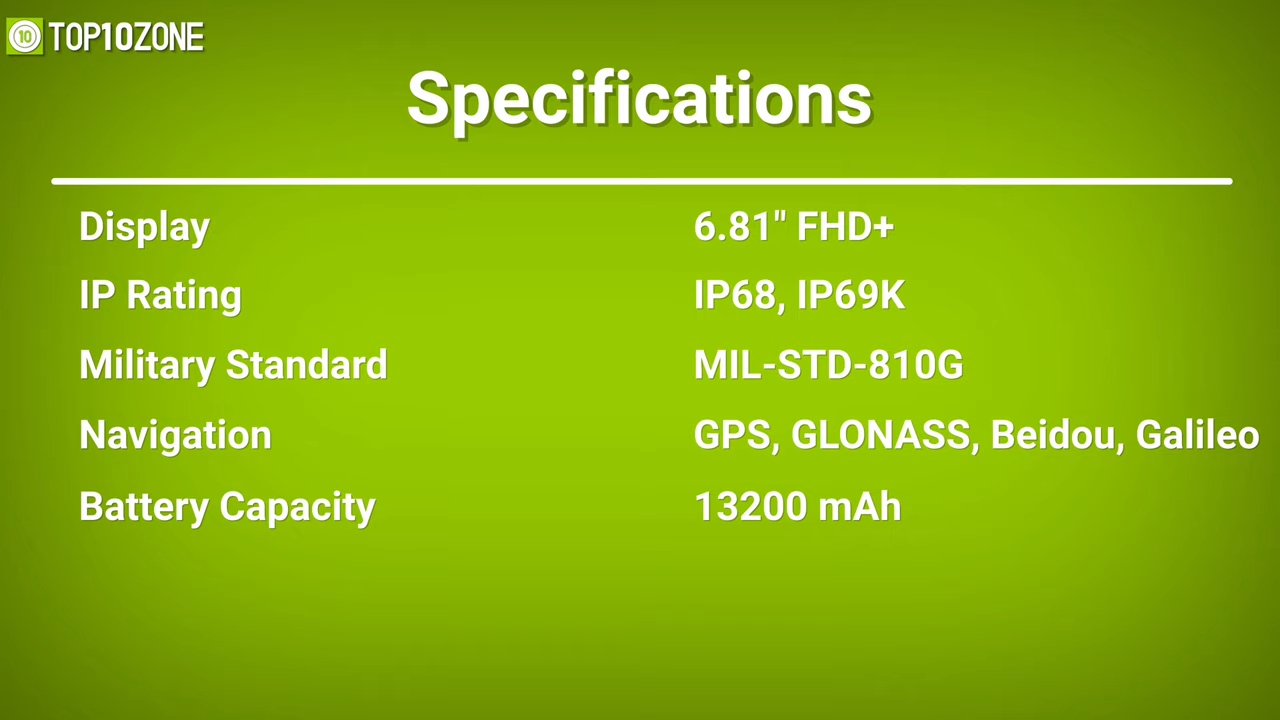 10 TOP10ZONE
Specifications
Display 6.81" FHD+
IP Rating IP68, IP69K
Military Standard MIL-STD-810G
Navigation GPS, GLONASS, Beidou, Galileo
Battery Capacity 13200 mAh